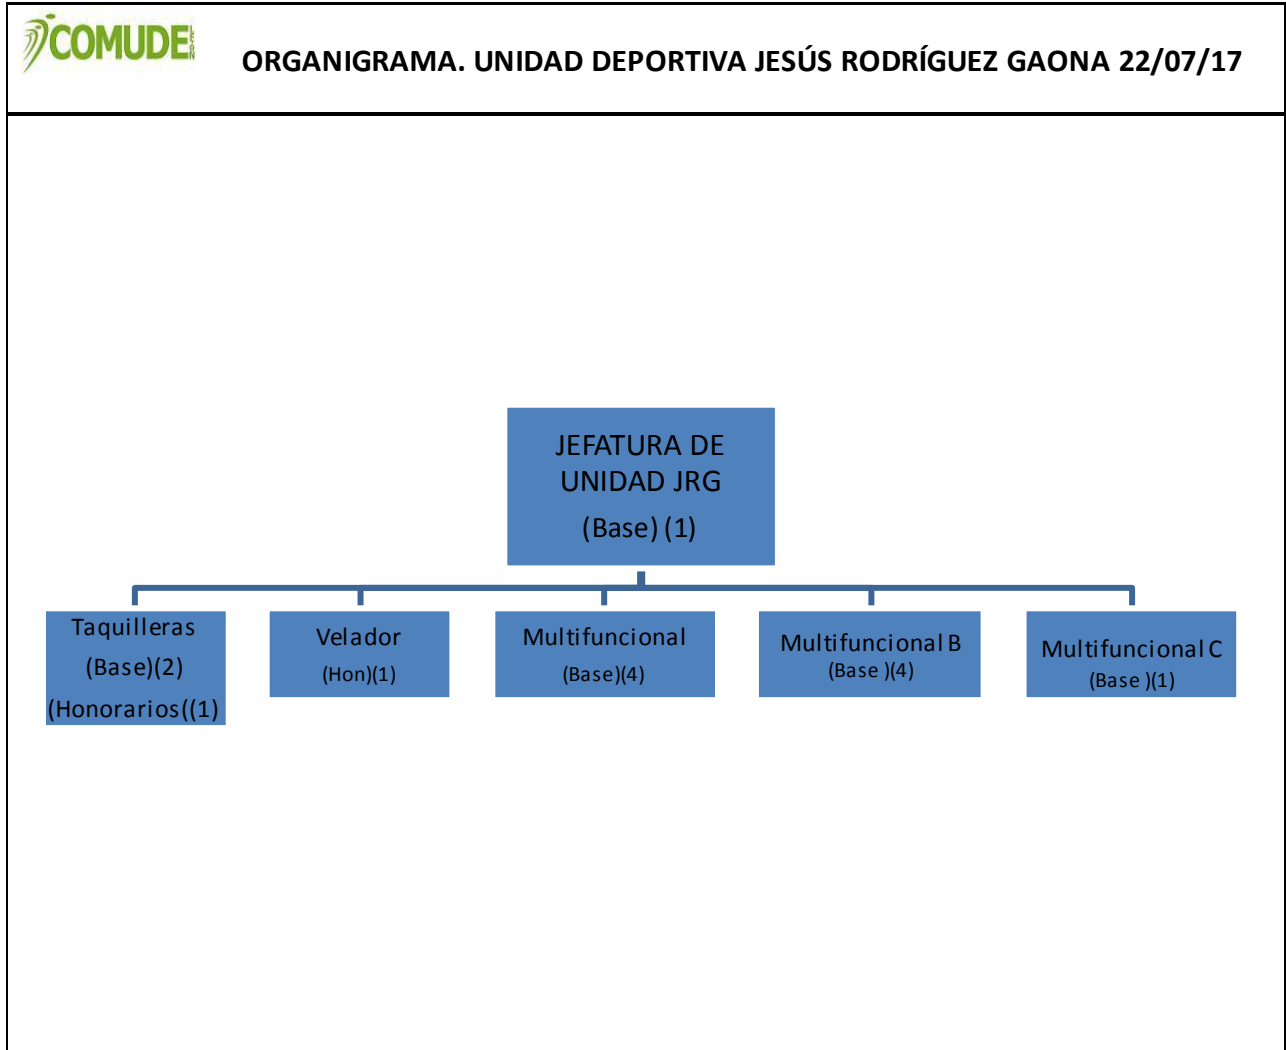 COMUDE
LEÓN
ORGANIGRAMA. UNIDAD DEPORTIVA JESÚS RODRÍGUEZ GAONA 22/07/17
JEFATURA DE
UNIDAD JRG
(Base) (1)
Taquilleras
(Base)(2)
(Honorarios((1)
Velador
(Hon)(1)
Multifuncional
(Base)(4)
Multifuncional B
(Base )(4)
Multifuncional C
(Base )(1)